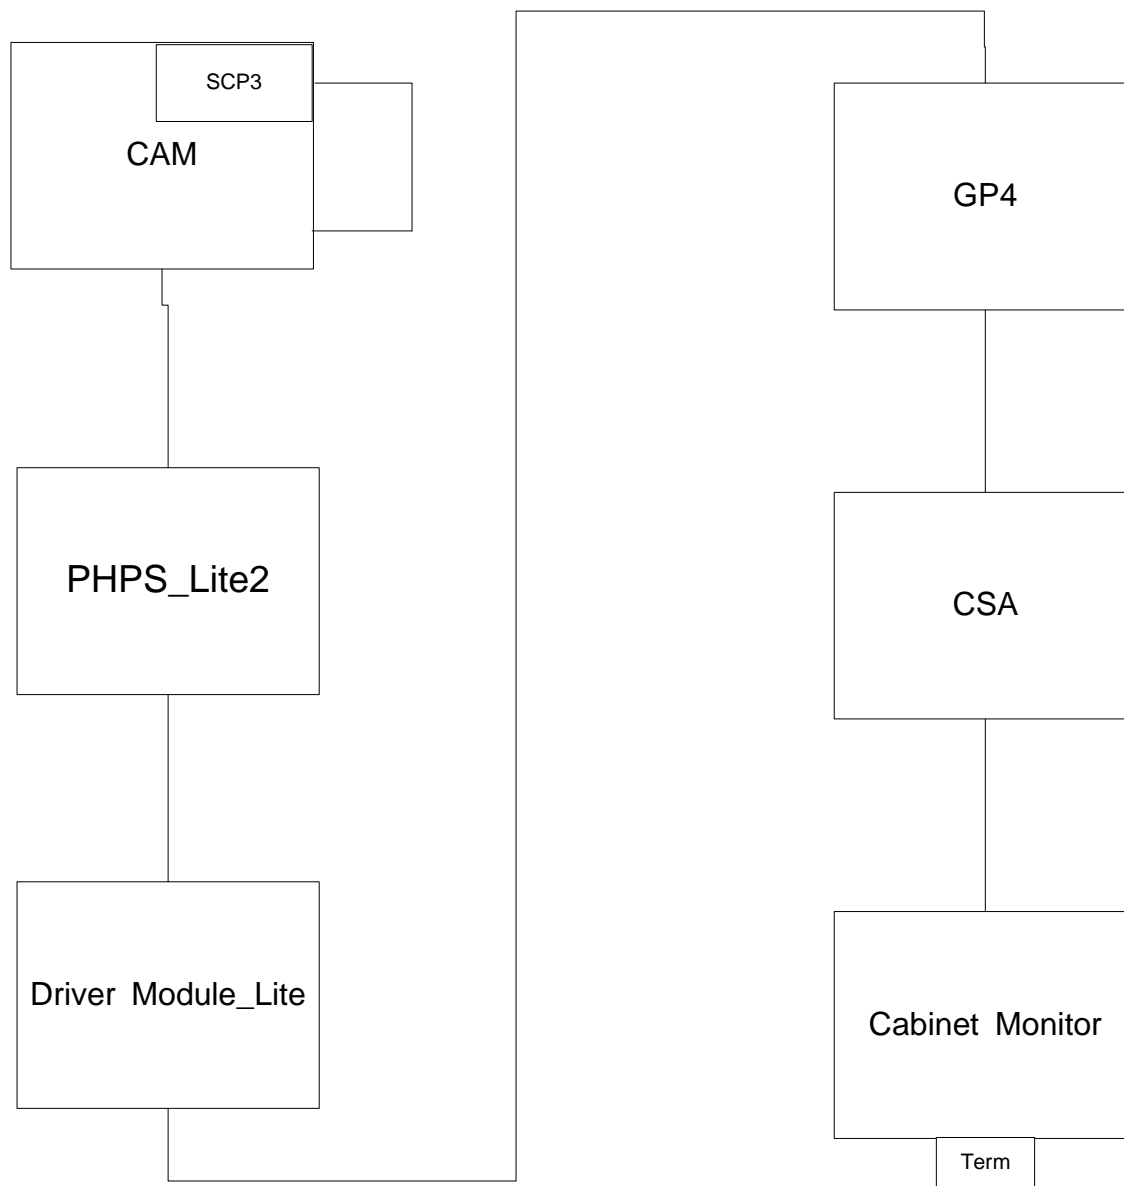 SCP3
CAM
PHPS_Lite2
Driver Module_Lite
GP4
CSA
Cabinet Monitor
Term